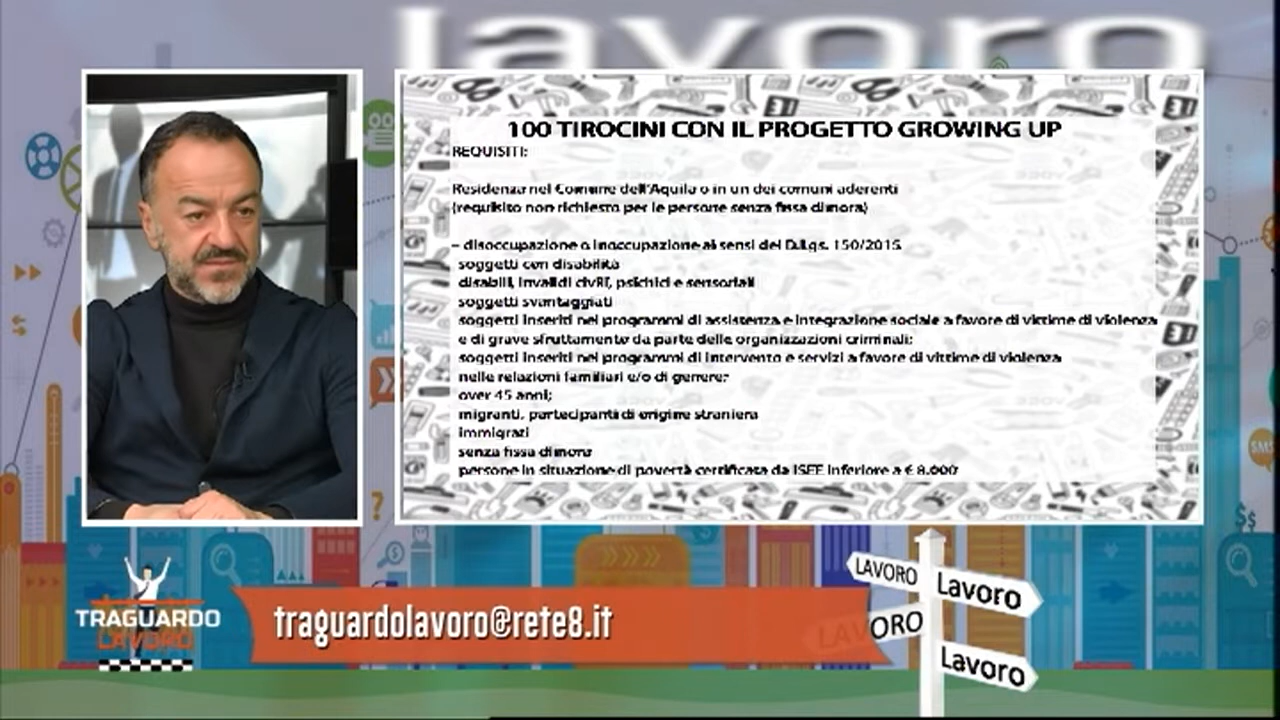 lavoro
100 TIROCINI CON IL PROGETTO GROWING UP
REQUISITI:
Residenza nel Comune dell'Aquila o in un dei comuni aderenti
(requisito non richiesto per le persone senza fissa dimora)
– disoccupazione o inoccupazione ai sensi del D.Lgs. 150/2015
soggetti con disabilità
disabili, invalidi civili, psichici e sensoriali
soggetti svantaggiati
soggetti inseriti nei programmi di assistenza e integrazione sociale a favore di vittime di violenza
e di grave sfruttamento da parte delle organizzazioni criminali;
soggetti inseriti nei programmi di intervento e servizi a favore di vittime di violenza
nelle relazioni familiari e/o di genere;
over 45 anni;
migranti, partecipanti di origine straniera
immigrati
senza fissa dimora
persone in situazione di povertà certificata da ISEE inferiore a € 8.000
TRAGUARDO
LAVORO
traguardolavoro@rete8.it
LAVORO
Lavoro
LAVORO
Lavoro
SMS
$$